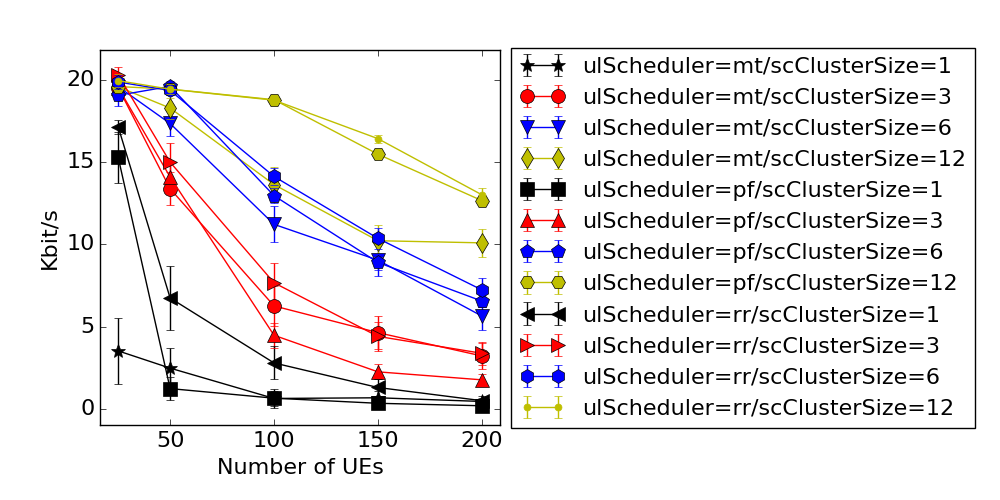 20
15
10
5
0
Kbit/s
50
100
150
200
Number of UEs
ulScheduler=mt/scClusterSize=1
ulScheduler=mt/scClusterSize=3
ulScheduler=mt/scClusterSize=6
ulScheduler=mt/scClusterSize=12
ulScheduler=pf/scClusterSize=1
ulScheduler=pf/scClusterSize=3
ulScheduler=pf/scClusterSize=6
ulScheduler=pf/scClusterSize=12
ulScheduler=rr/scClusterSize=1
ulScheduler=rr/scClusterSize=3
ulScheduler=rr/scClusterSize=6
ulScheduler=rr/scClusterSize=12